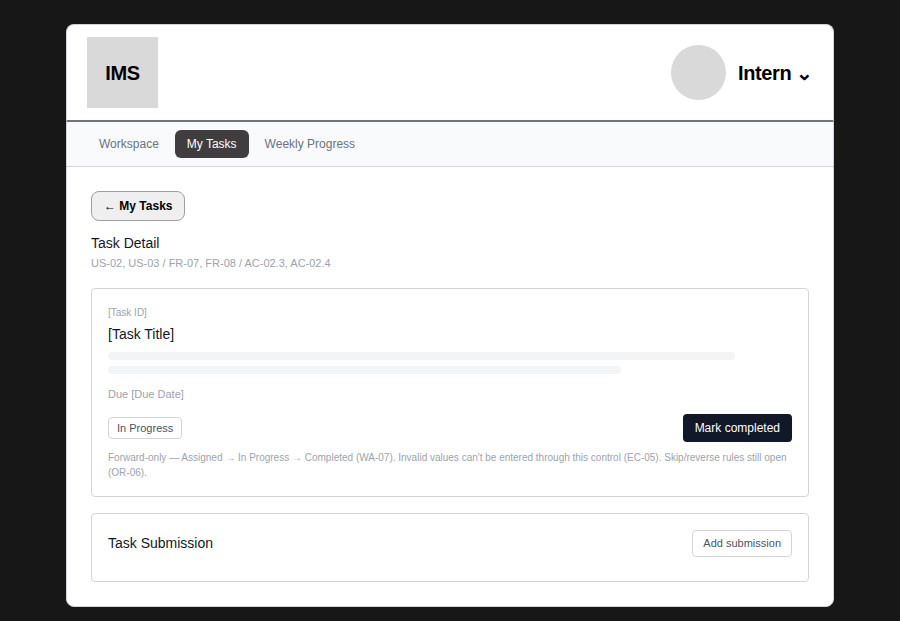 IMS
Intern
Workspace
My Tasks
Weekly Progress
← My Tasks
Task Detail
US-02, US-03 / FR-07, FR-08 / AC-02.3, AC-02.4
[Task ID]
[Task Title]
Due [Due Date]
In Progress
Mark completed
Forward-only — Assigned → In Progress → Completed (WA-07). Invalid values can't be entered through this control (EC-05). Skip/reverse rules still open
(OR-06).
Task Submission
Add submission